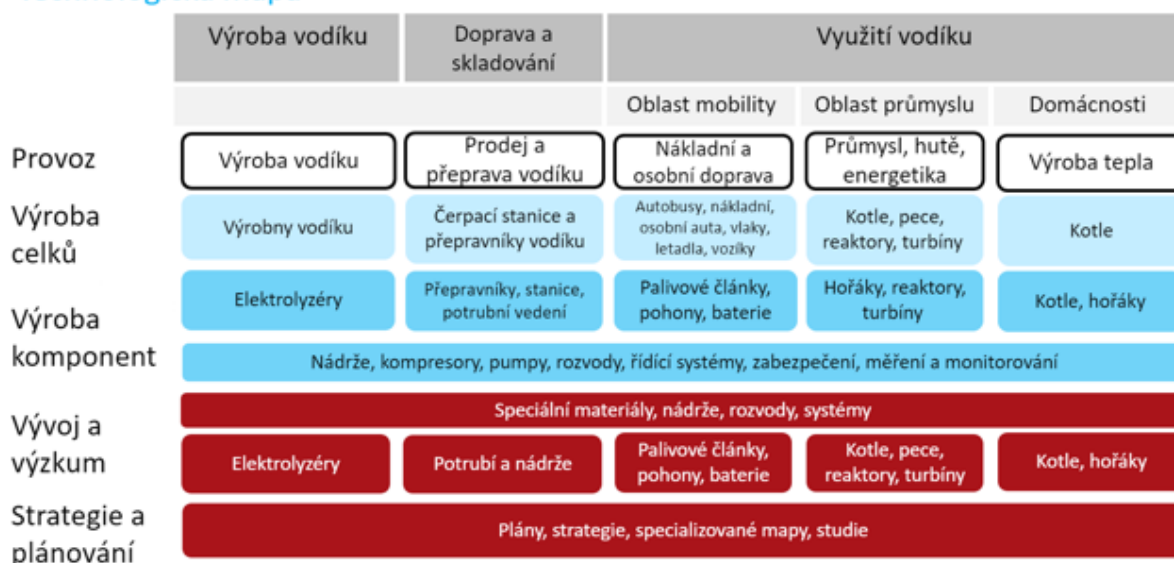 Výroba vodíku
Doprava a
skladování
Využití vodíku
Oblast mobility
Oblast průmyslu
Domácnosti
Provoz
Výroba vodíku
Prodej a
přeprava vodíku
Nákladní a
osobní doprava
Průmysl, hutě,
energetika
Výroba tepla
Výroba
celků
Výrobny vodíku
Čerpací stanice a
přepravníky vodíku
Autobusy, nákladní,
osobní auta, vlaky,
letadla, vozíky
Kotle, pece,
reaktory, turbíny
Kotle
Výroba
komponent
Elektrolyzéry
Přepravníky, stanice,
potrubní vedení
Palivové články,
pohony, baterie
Hořáky, reaktory,
turbíny
Kotle, hořáky
Nádrže, kompresory, pumpy, rozvody, řídící systémy, zabezpečení, měření a monitorování
Vývoj a
výzkum
Speciální materiály, nádrže, rozvody, systémy
Elektrolyzéry
Potrubí a nádrže
Palivové články,
pohony, baterie
Kotle, pece,
reaktory, turbíny
Kotle, hořáky
Strategie a
plánování
Plány, strategie, specializované mapy, studie